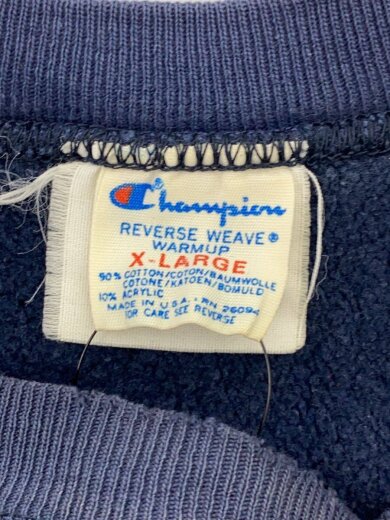 Champion
REVERSE WEAVE®
WARMUP
X-LARGE
90% COTTON/COTON/BAUMWOLLE
COTONE/KATOEN/BOMULD
10% ACRYLIC
MADE IN U.S.A. RN 26094
FOR CARE SEE REVERSE